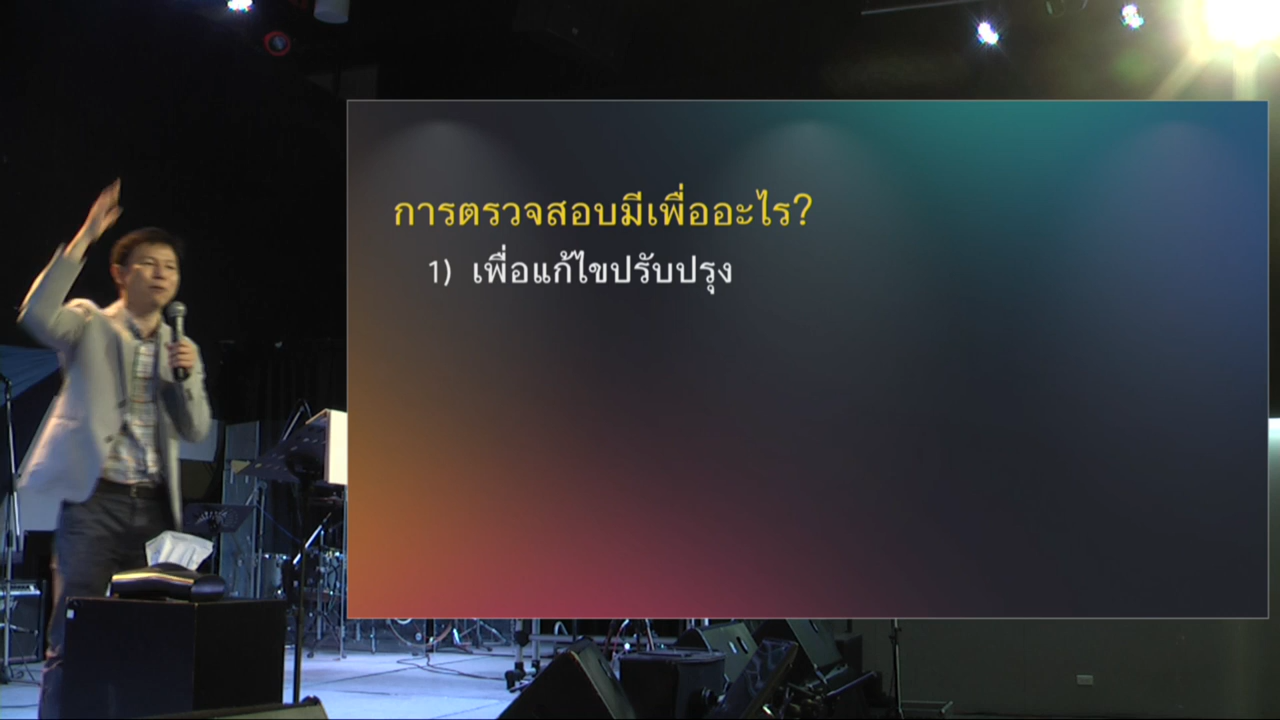 การตรวจสอบมีเพื่ออะไร?
1) เพื่อแก้ไขปรับปรุง